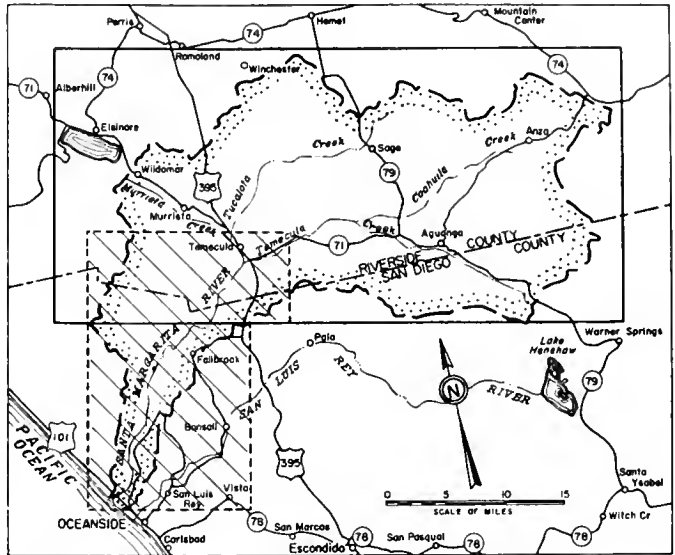 Perris
Hemet
Mountain
Center
74
74
Romoland
Winchester
74
74
71
Alberhill
Elsinore
Creek
Sage
Creek
Anza
Wildomar
79
395
Tucalota
Coahuila
Murrieta
Murrieta
Creek
Temecula
Temecula
Creek
71
Aguanga
COUNTY
COUNTY
RIVERSIDE
SAN DIEGO
RIVER
MARGARITA
SANTA
Fallbrook
Pala
Warner Springs
Lake
Henshaw
79
SAN LUIS REY
RIVER
N
Bonsall
PACIFIC
OCEAN
101
395
Santa
Ysabel
0 5 10 15
SCALE OF MILES
San Luis
Rey
Vista
OCEANSIDE
78
San Marcos
78
Witch Cr
Carlsbad
Escondido
San Pasqual
78